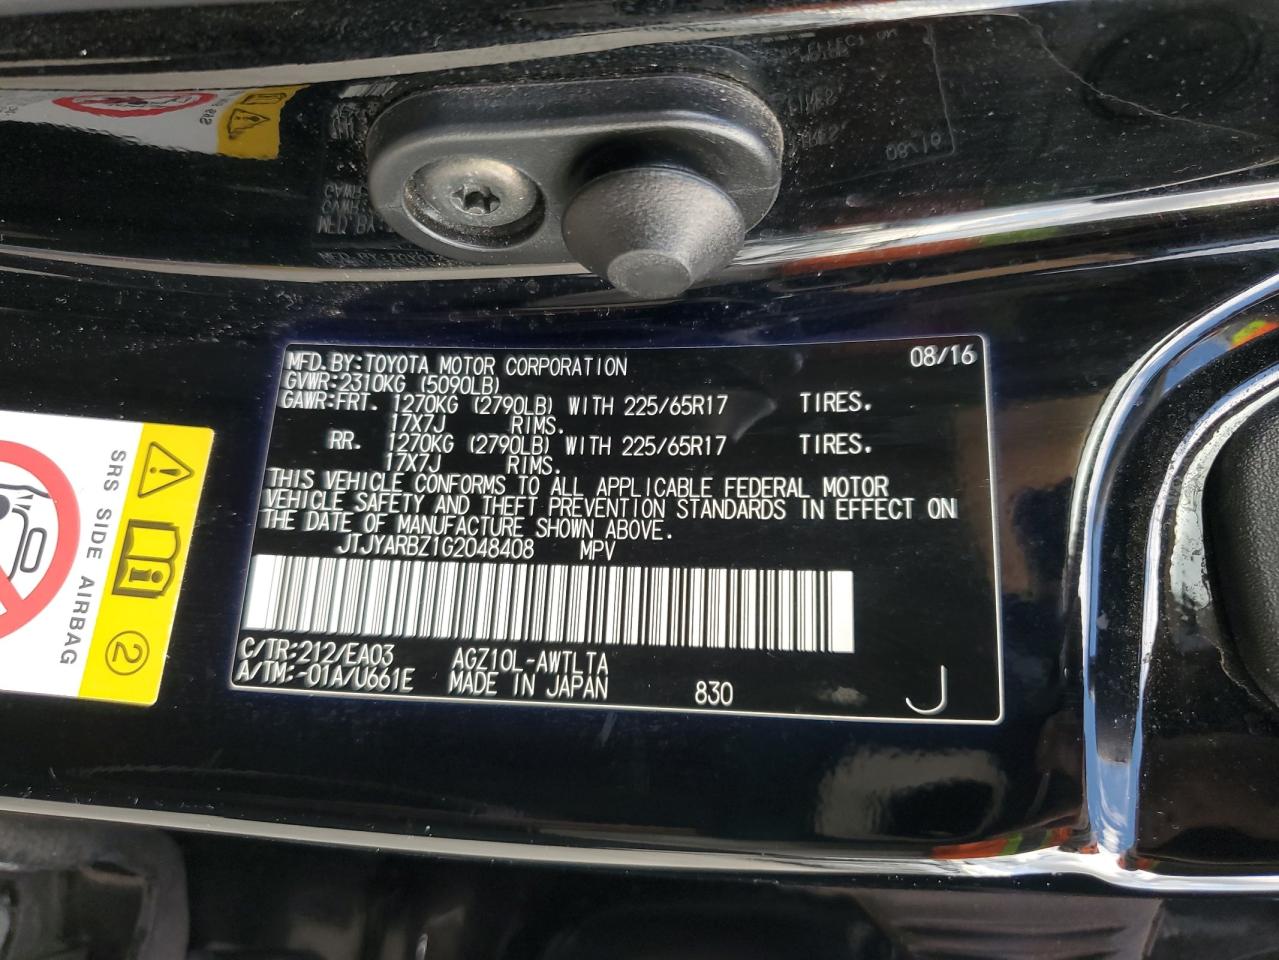 MFD. BY: TOYOTA MOTOR CORPORATION 08/16
GVWR: 2310KG (5090LB)
GAWR: FRT. 1270KG (2790LB) WITH 225/65R17 TIRES.
17X7J RIMS.
RR. 1270KG (2790LB) WITH 225/65R17 TIRES.
17X7J RIMS.
THIS VEHICLE CONFORMS TO ALL APPLICABLE FEDERAL MOTOR
VEHICLE SAFETY AND THEFT PREVENTION STANDARDS IN EFFECT ON
THE DATE OF MANUFACTURE SHOWN ABOVE.
JTJYARBZ1G2048408 MPV
C/TR: 212/EA03 AGZ10L-AWTLTA
A/TM: -01A/U661E MADE IN JAPAN 830 J
SRS SIDE AIRBAG
2